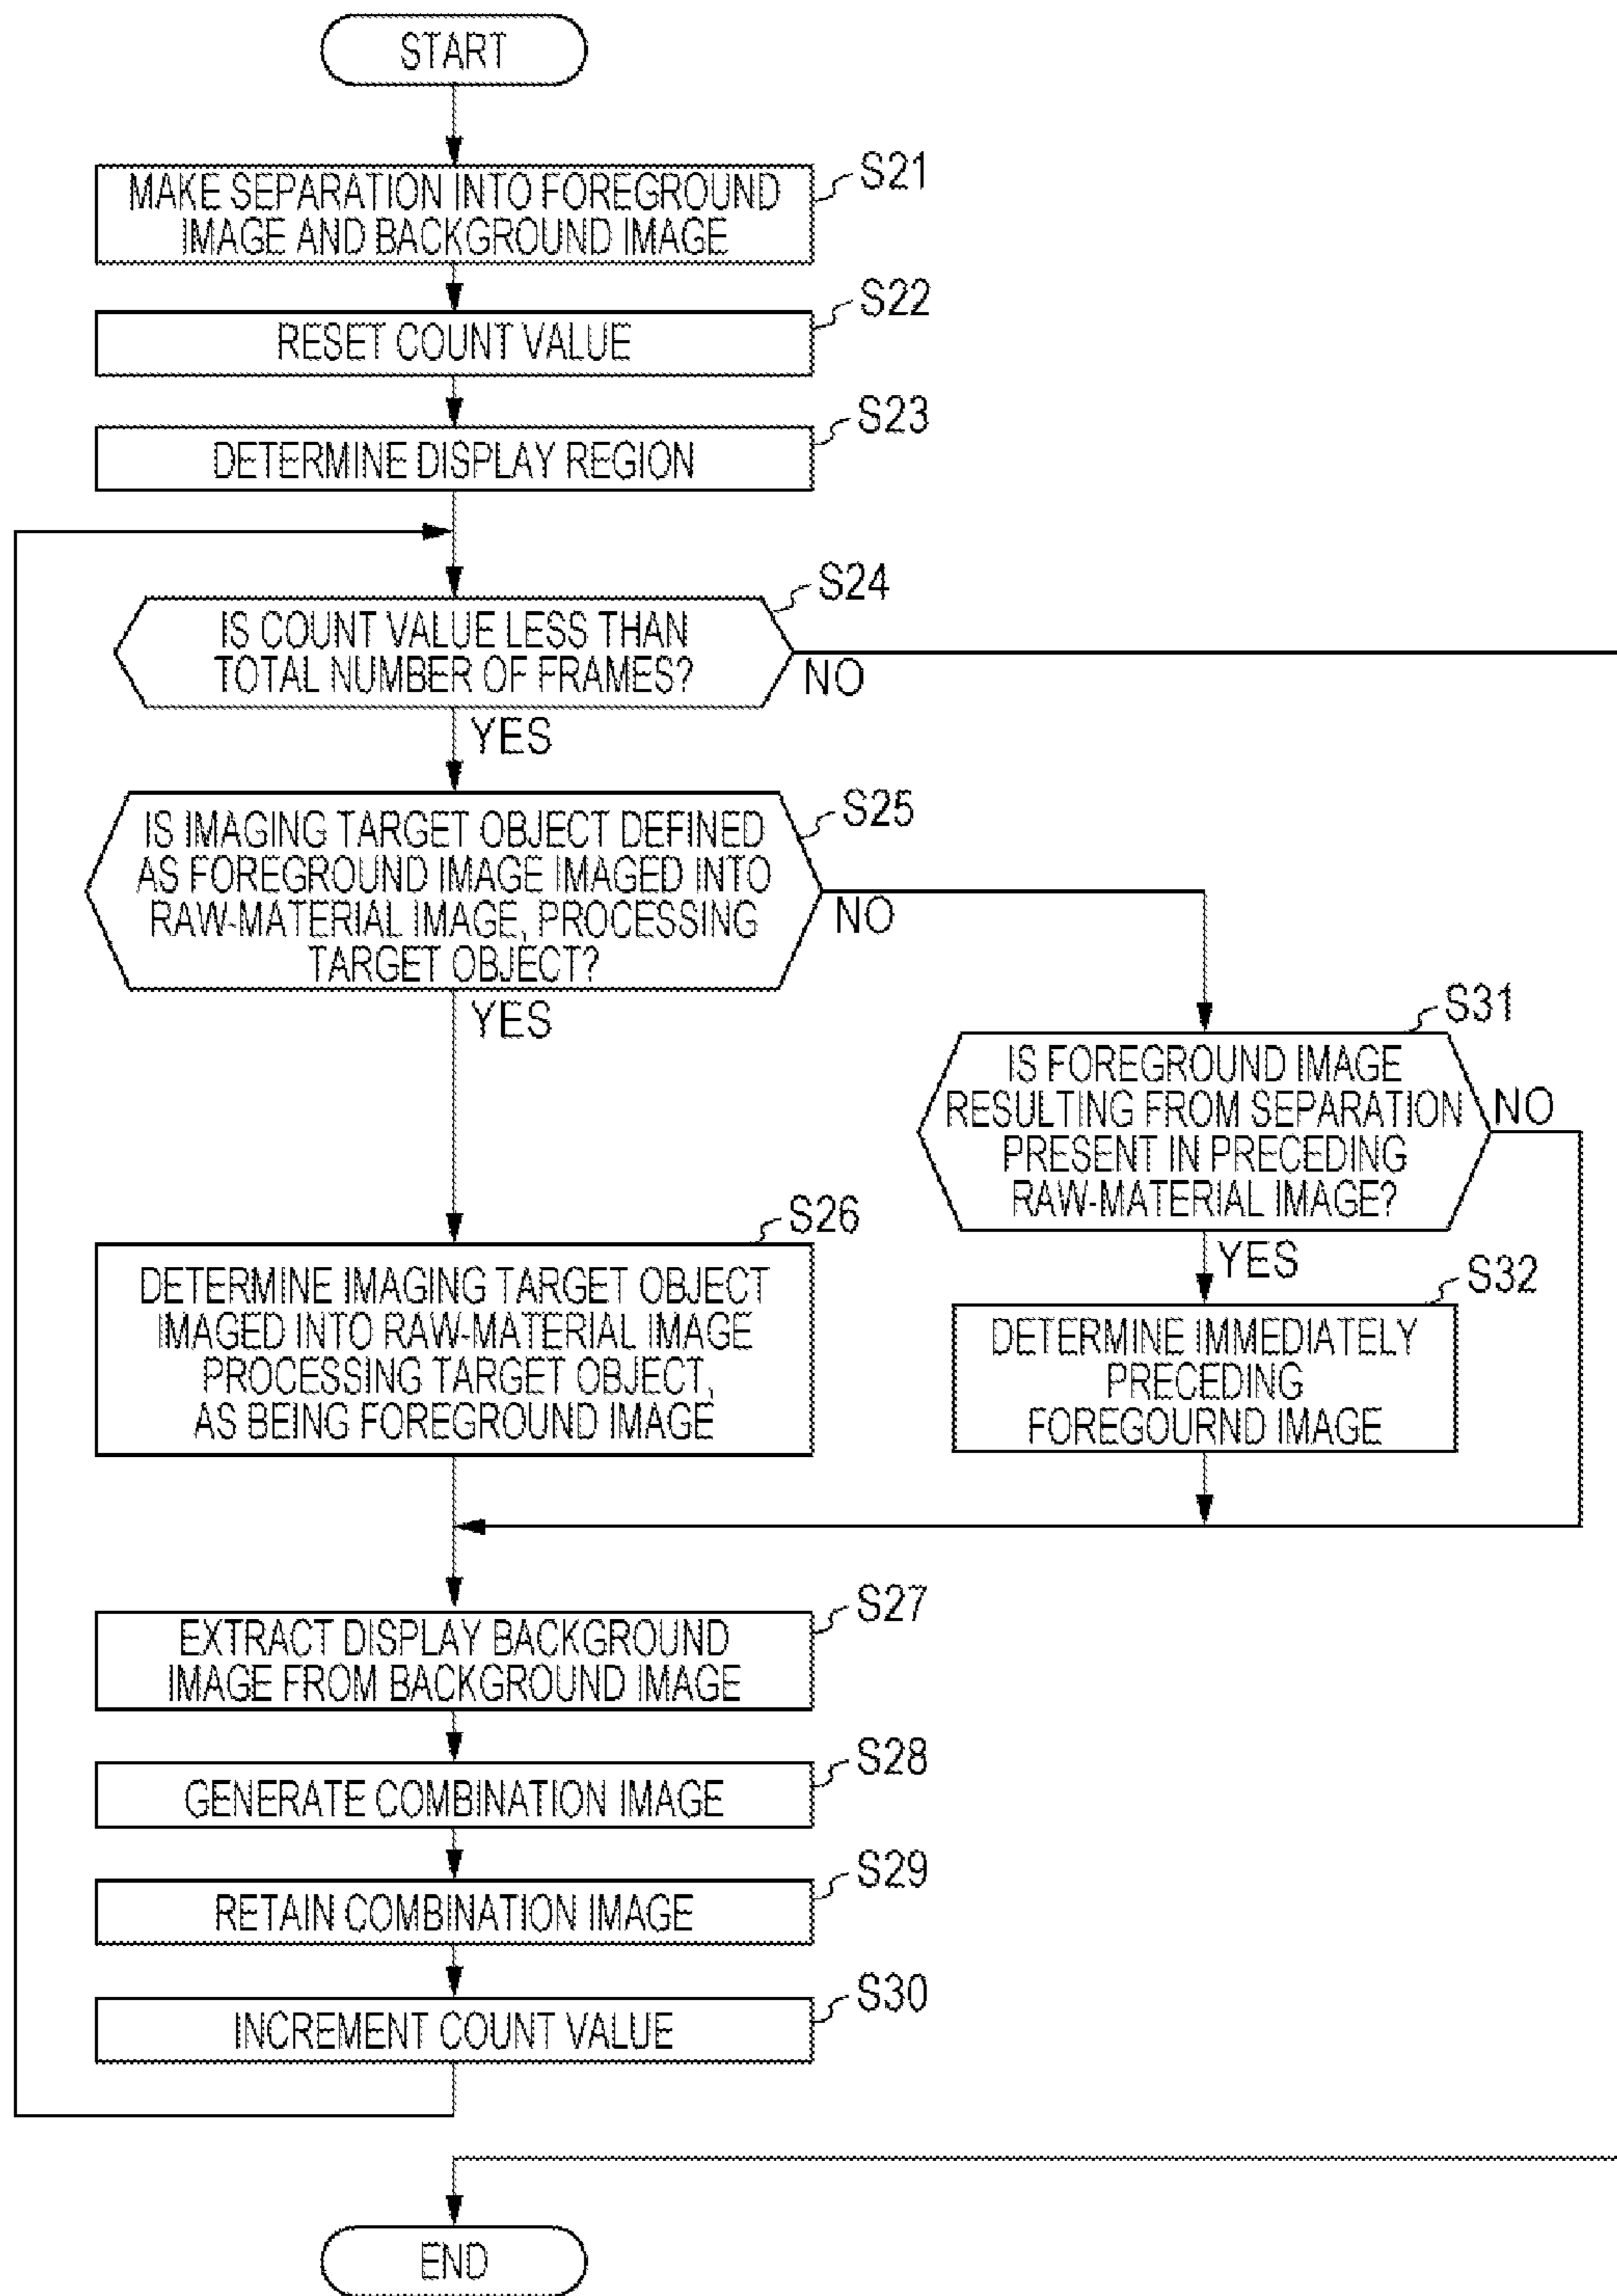 START
S21
MAKE SEPARATION INTO FOREGROUND
IMAGE AND BACKGROUND IMAGE
S22
RESET COUNT VALUE
S23
DETERMINE DISPLAY REGION
S24
IS COUNT VALUE LESS THAN
TOTAL NUMBER OF FRAMES?
NO
YES
S25
IS IMAGING TARGET OBJECT DEFINED
AS FOREGROUND IMAGE IMAGED INTO
RAW-MATERIAL IMAGE, PROCESSING
TARGET OBJECT?
NO
YES
S31
IS FOREGROUND IMAGE
RESULTING FROM SEPARATION
PRESENT IN PRECEDING
RAW-MATERIAL IMAGE?
NO
YES
S26
DETERMINE IMAGING TARGET OBJECT
IMAGED INTO RAW-MATERIAL IMAGE
PROCESSING TARGET OBJECT,
AS BEING FOREGROUND IMAGE
S32
DETERMINE IMMEDIATELY
PRECEDING
FOREGOURND IMAGE
S27
EXTRACT DISPLAY BACKGROUND
IMAGE FROM BACKGROUND IMAGE
S28
GENERATE COMBINATION IMAGE
S29
RETAIN COMBINATION IMAGE
S30
INCREMENT COUNT VALUE
END